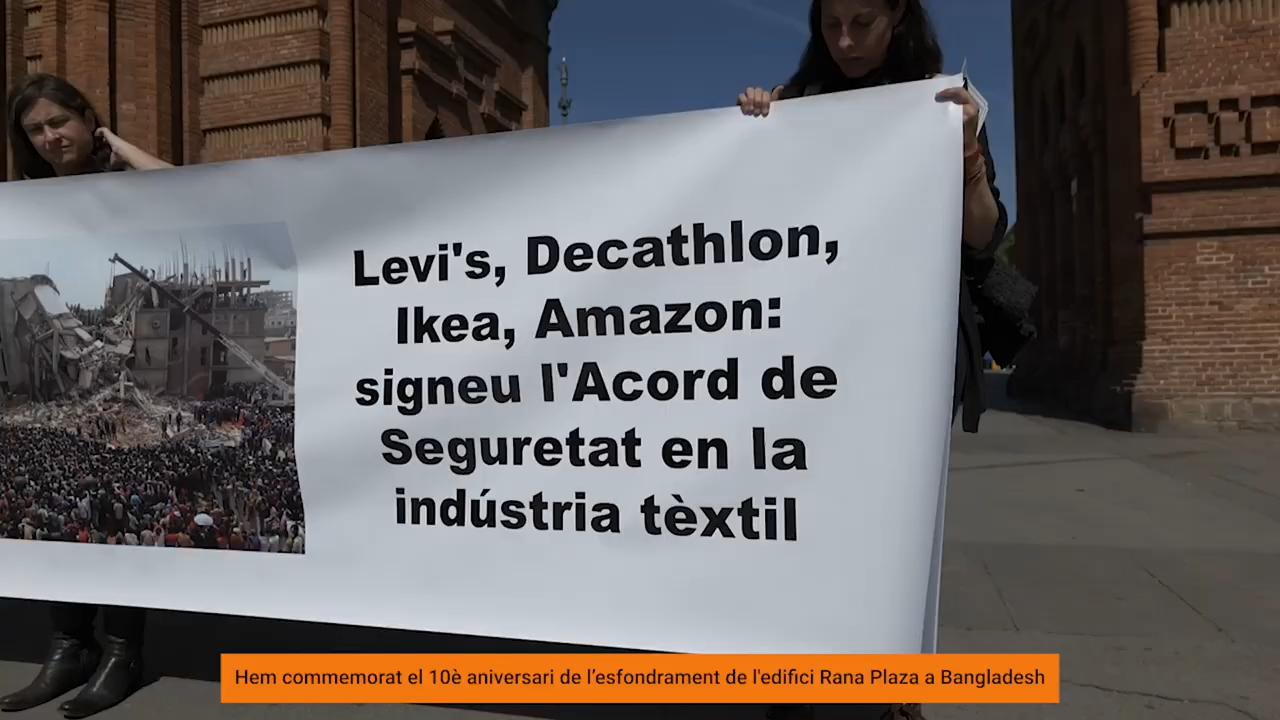 Levi's, Decathlon,
Ikea, Amazon:
signeu l'Acord de
Seguretat en la
indústria tèxtil
Hem commemorat el 10è aniversari de l’esfondrament de l'edifici Rana Plaza a Bangladesh